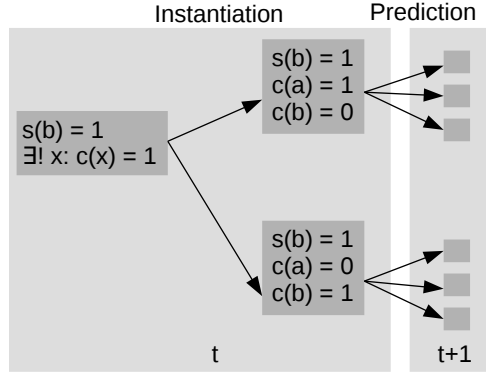 Instantiation
Prediction
s(b) = 1
∃! x: c(x) = 1
s(b) = 1
c(a) = 1
c(b) = 0
s(b) = 1
c(a) = 0
c(b) = 1
t
t+1